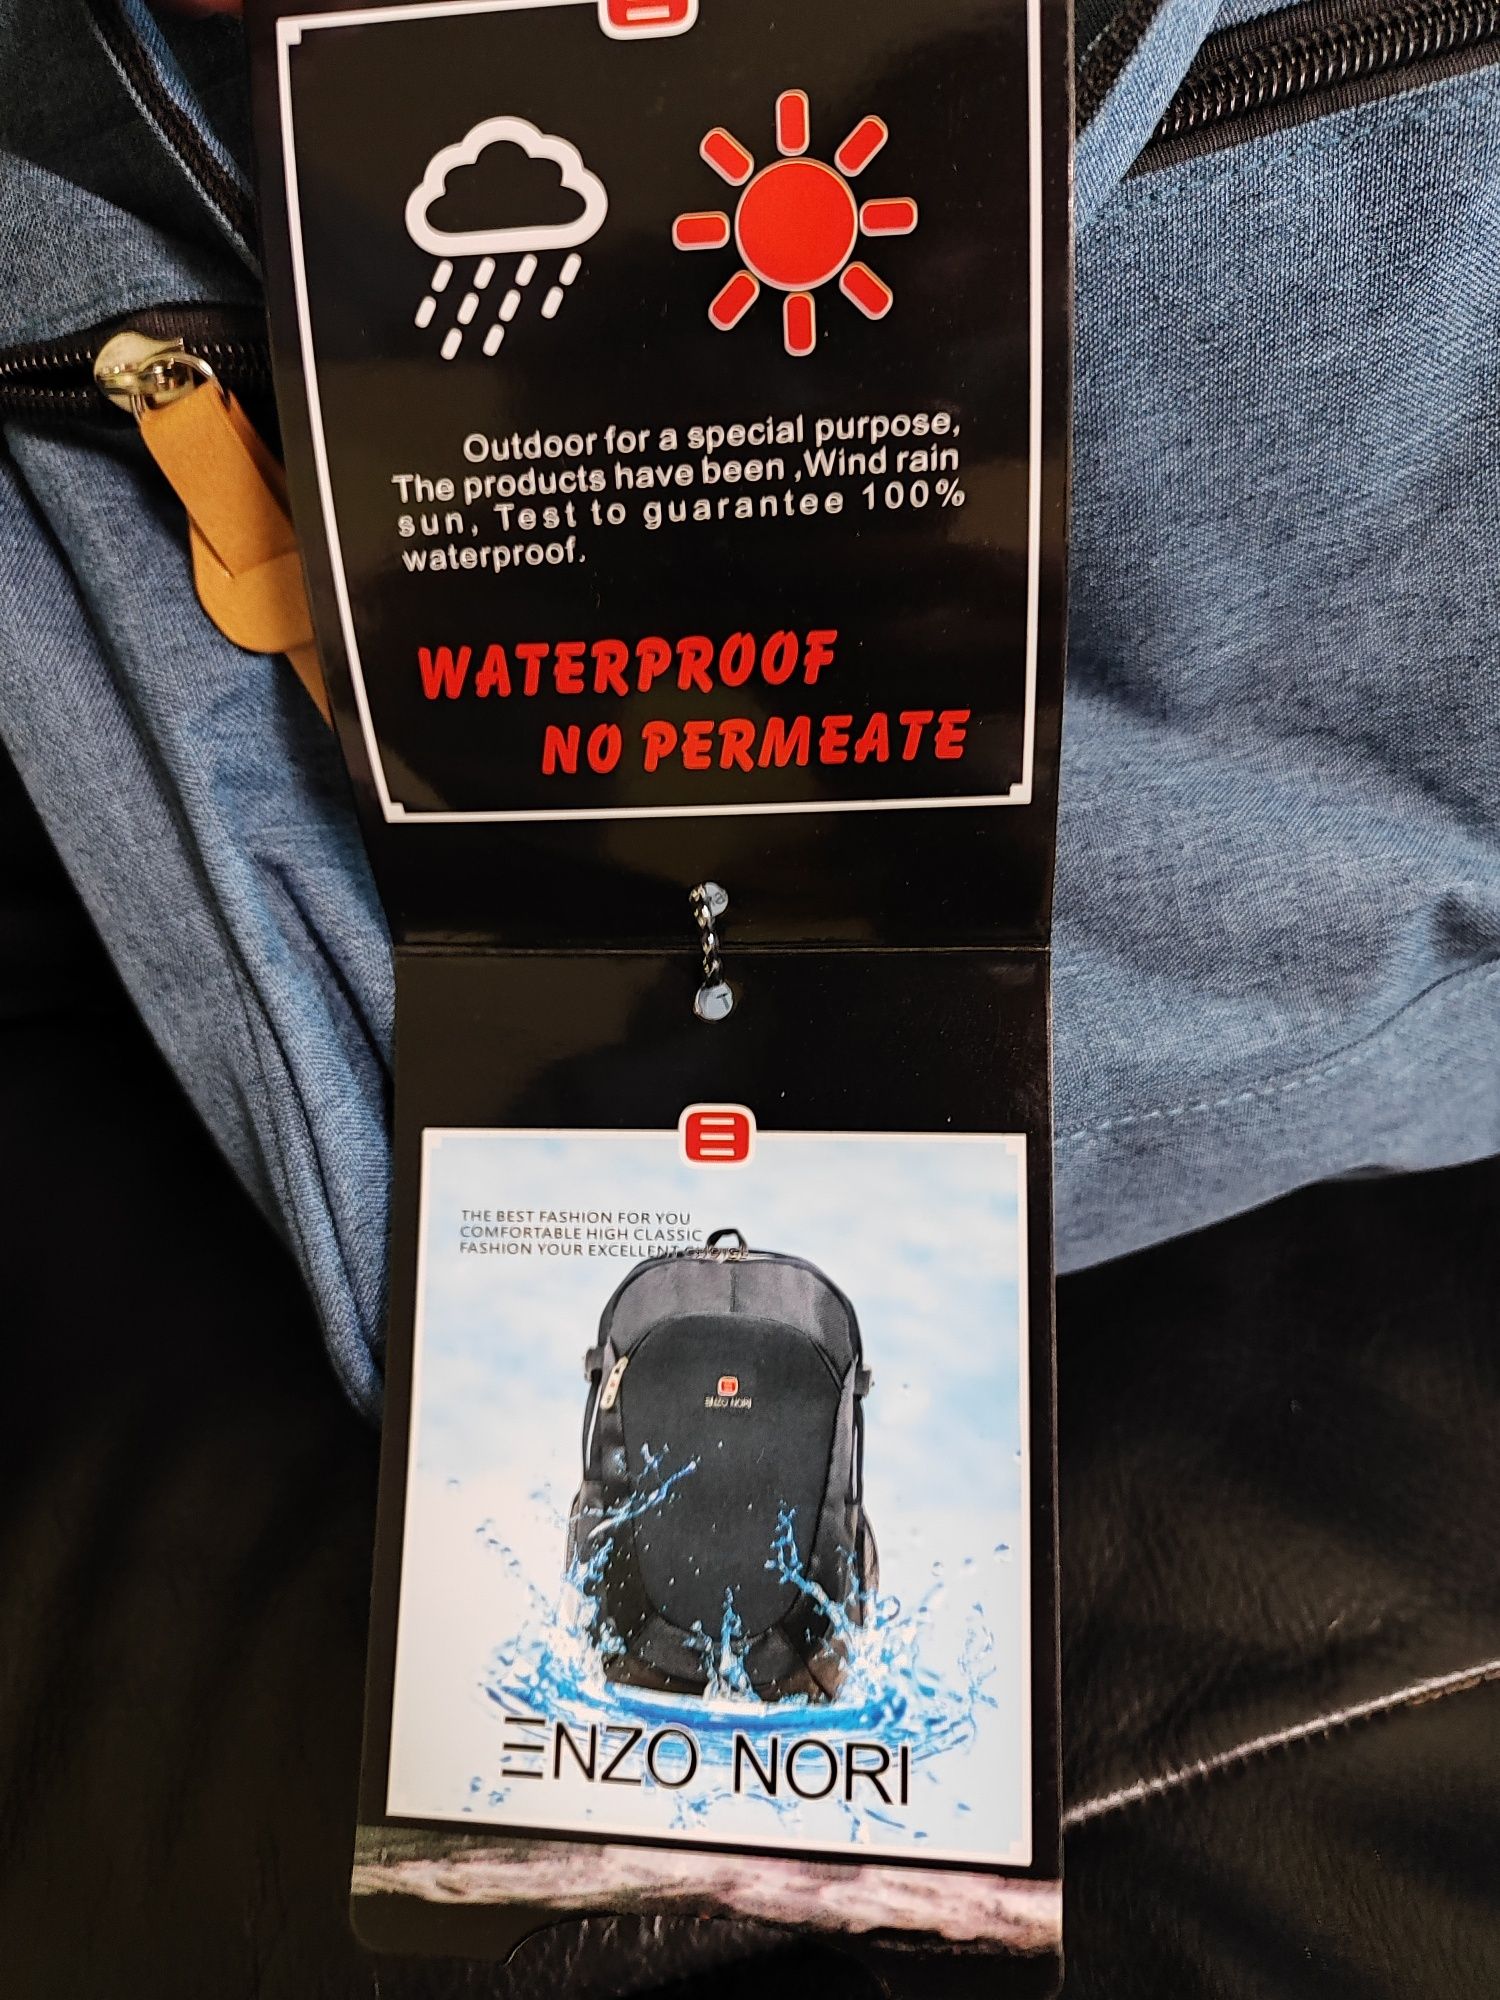 Outdoor for a special purpose,
The products have been ,Wind rain
sun, Test to guarantee 100%
waterproof.
WATERPROOF
NO PERMEATE
THE BEST FASHION FOR YOU
COMFORTABLE HIGH CLASSIC
FASHION YOUR EXCELLENT CHOISE
ENZO NORI
ENZO NORI